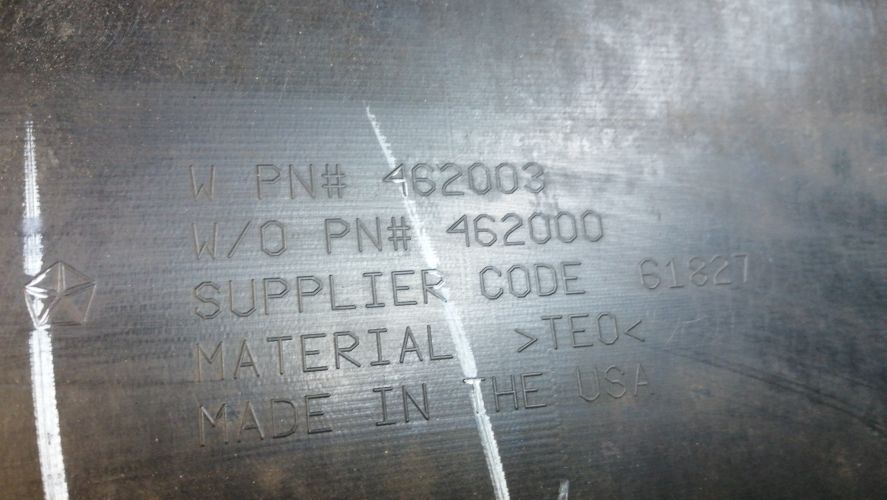 W PN# 462003
W/O PN# 462000
SUPPLIER CODE 61827
MATERIAL >TEO<
MADE IN THE USA